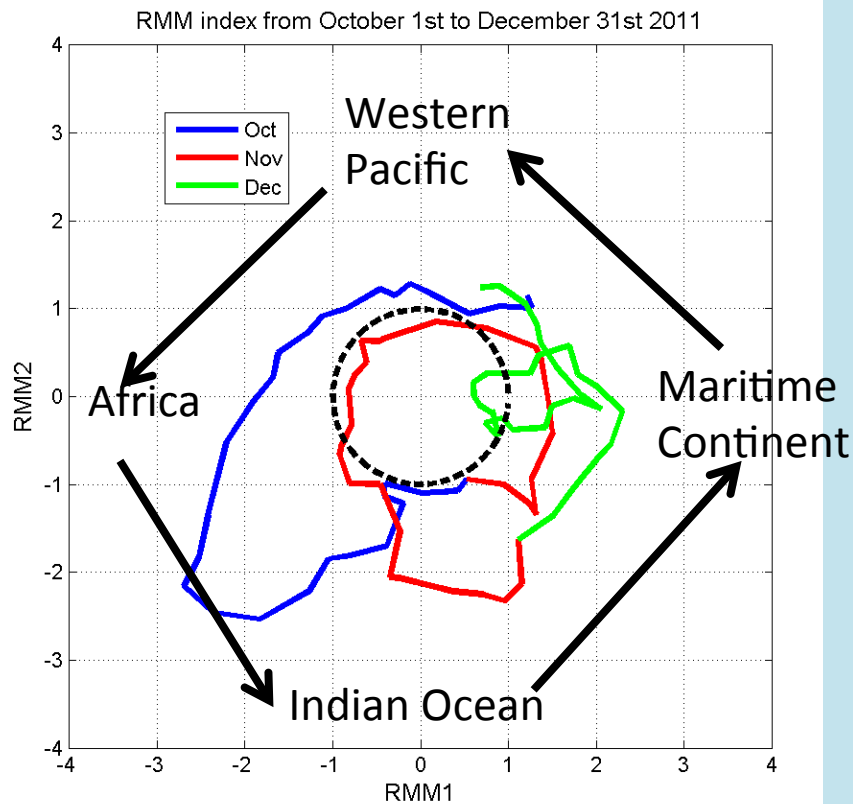 RMM index from October 1st to December 31st 2011
4
3
2
1
0
-1
-2
-3
-4
RMM2
Oct
Nov
Dec
Western
Pacific
Africa
Maritime
Continent
Indian Ocean
-4 -3 -2 -1 0 1 2 3 4
RMM1